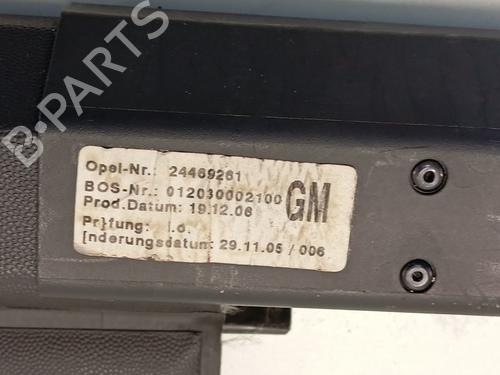 B-PARTS
Opel-Nr.: 24469261
BOS-Nr.: 012030002100
Prod.Datum: 19.12.06
GM
Pr}fung: i.o.
[nderungsdatum: 29.11.05 / 006